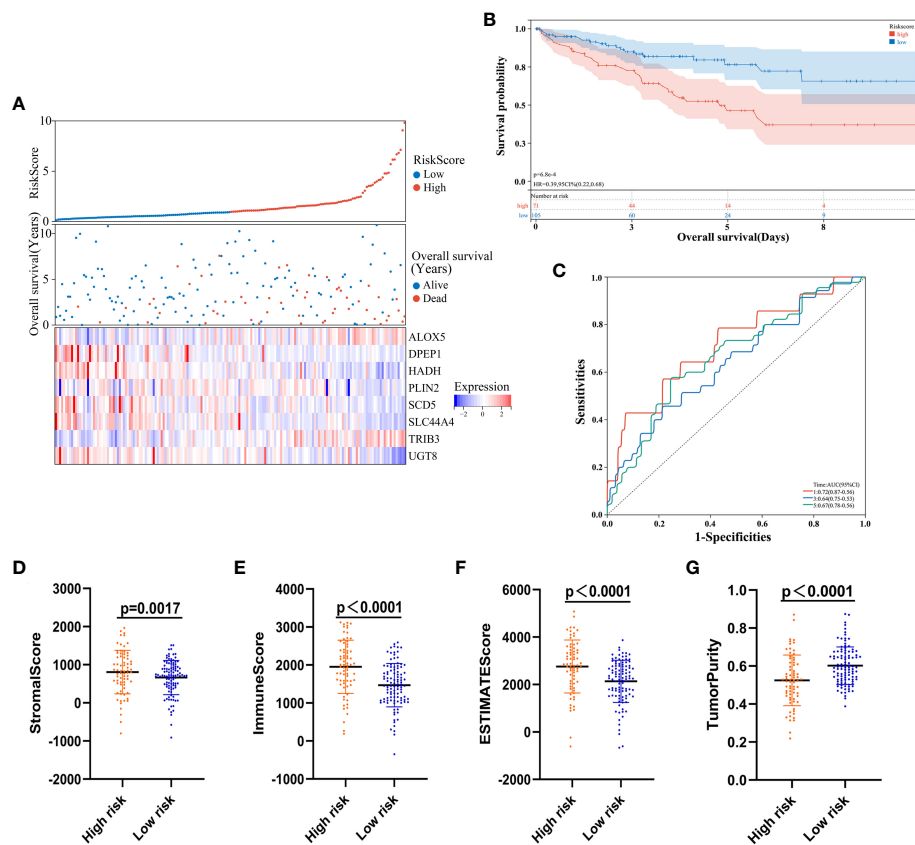 A
10
5
0
RiskScore
RiskScore
Low
High
10
5
0
Overall survival(Years)
Overall survival
(Years)
Alive
Dead
ALOX5
DPEP1
HADH
PLIN2
SCD5
SLC44A4
TRIB3
UGT8
Expression
−2 0 2
B
Riskscore
high
low
1.0
0.8
0.5
0.3
0.0
Survival probability
p=6.8e-4
HR=0.39,95CI%(0.22,0.68)
Number at risk
high 71 44 14 4
low 105 60 24 9
0 3 5 8
Overall survival(Days)
C
1.0
0.8
0.6
0.4
0.2
0.0
Sensitivities
Time:AUC(95%CI)
1:0.72(0.87-0.56)
3:0.64(0.75-0.53)
5:0.67(0.78-0.56)
0.0 0.2 0.4 0.6 0.8 1.0
1-Specificities
D
3000
2000
1000
0
-1000
-2000
StromalScore
p=0.0017
High risk
Low risk
E
4000
3000
2000
1000
0
-1000
ImmuneScore
p＜0.0001
High risk
Low risk
F
6000
4000
2000
0
-2000
ESTIMATEScore
p＜0.0001
High risk
Low risk
G
1.0
0.8
0.6
0.4
0.2
0.0
TumorPurity
p＜0.0001
High risk
Low risk